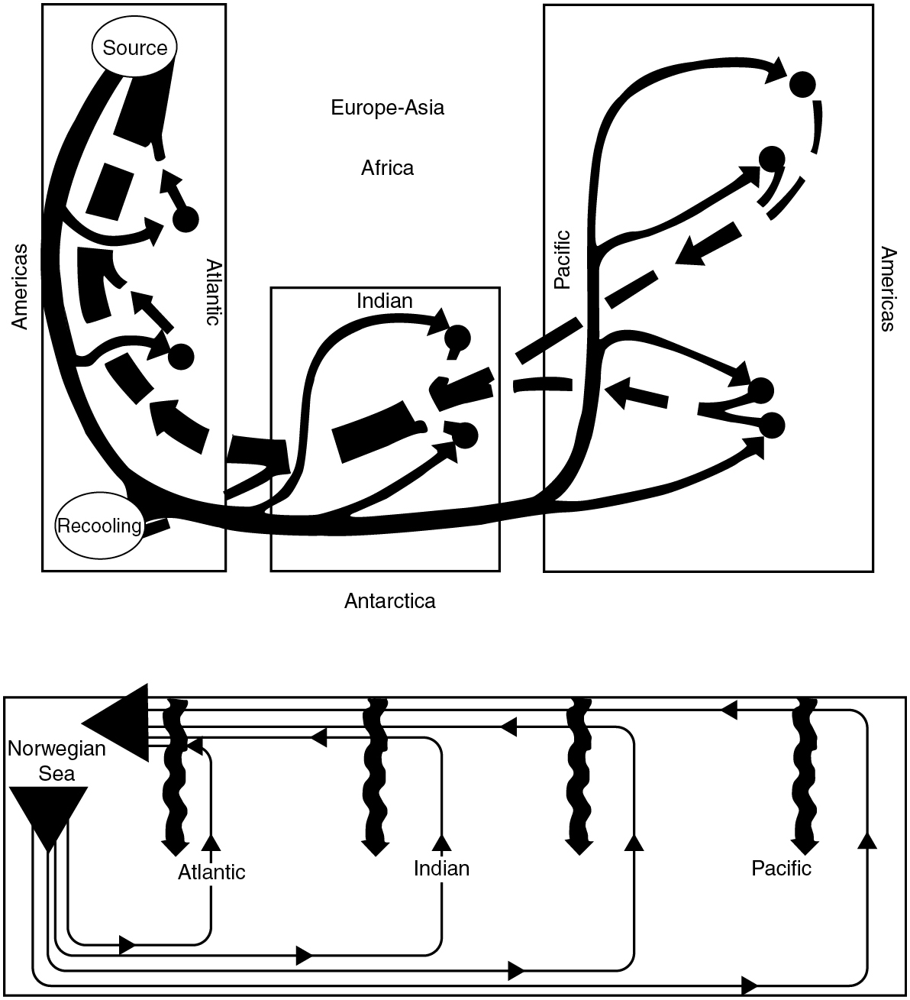 Source
Europe-Asia
Africa
Americas
Atlantic
Indian
Pacific
Americas
Recooling
Antarctica
Norwegian
Sea
Atlantic
Indian
Pacific